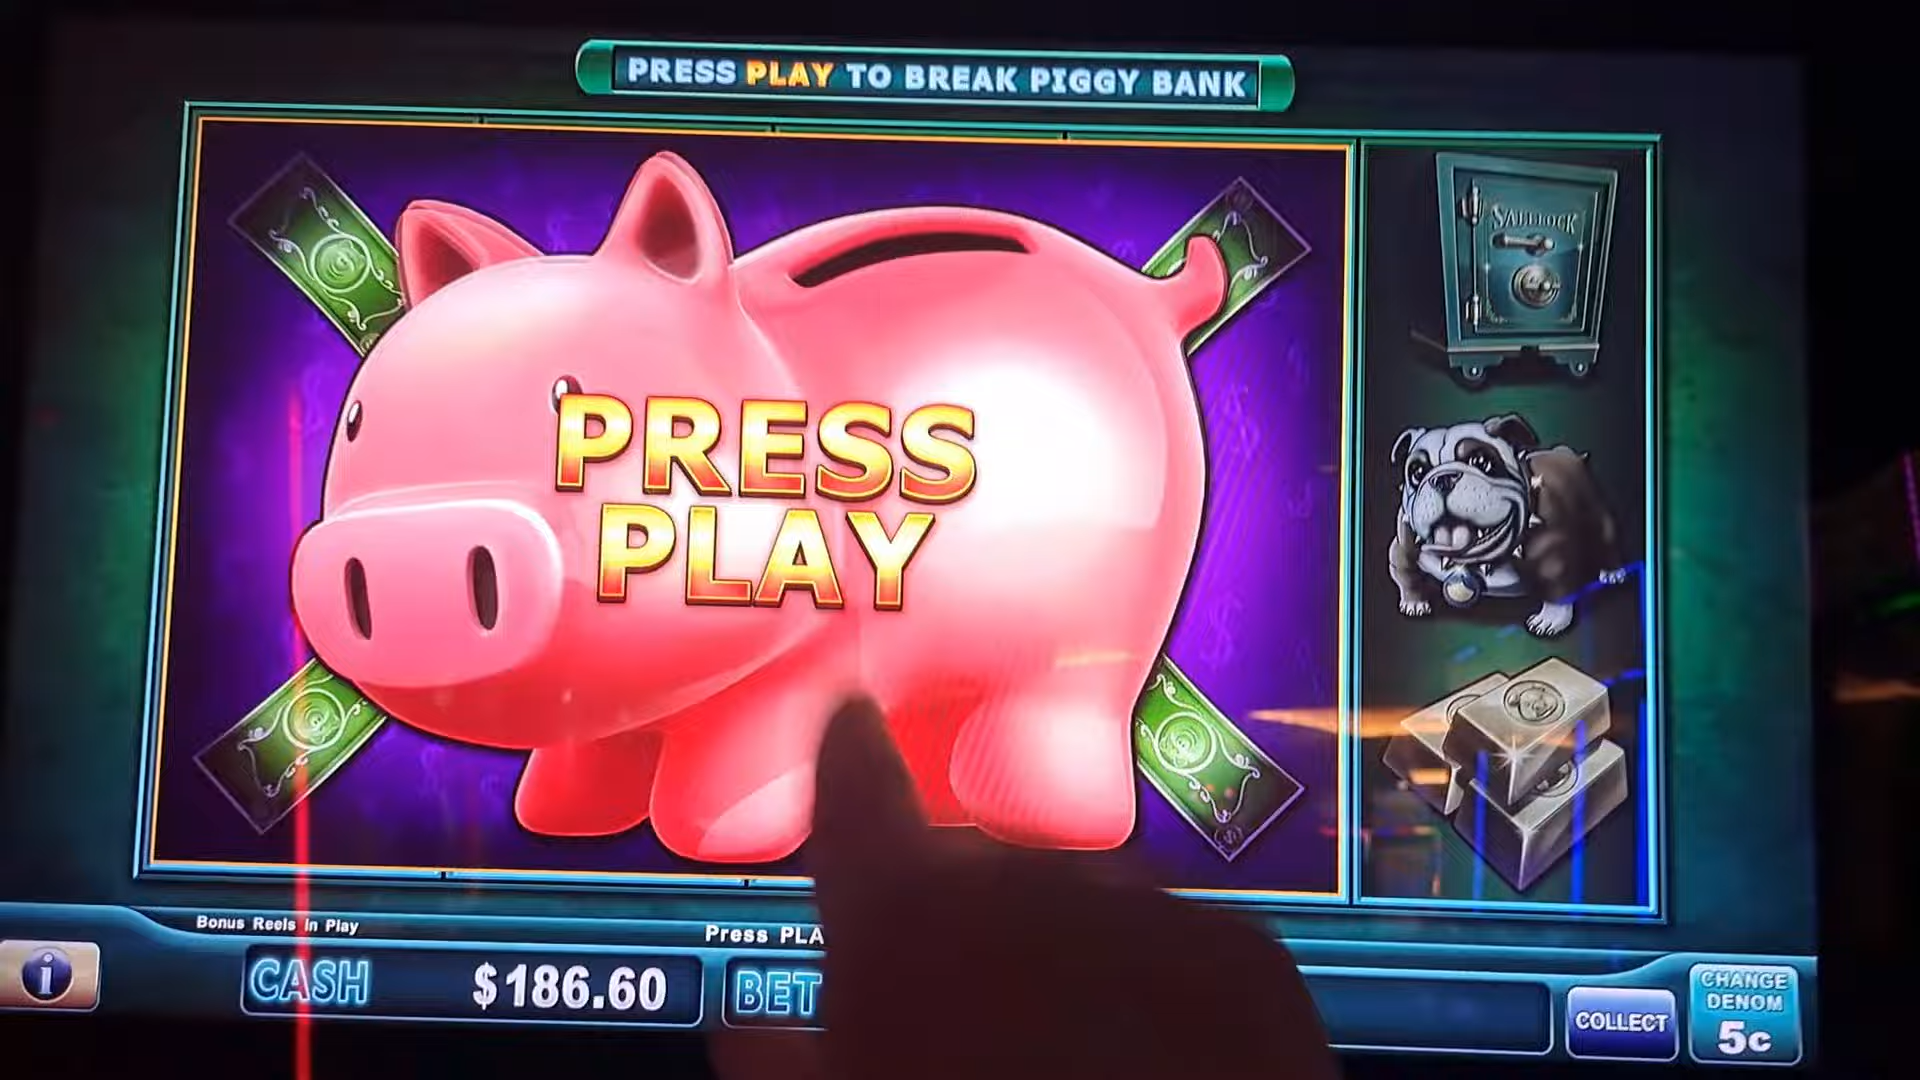 PRESS PLAY TO BREAK PIGGY BANK
SAFELOCK
PRESS
PLAY
Bonus Reels in Play
Press PLA
CASH $186.60
BET
COLLECT
CHANGE
DENOM
5c